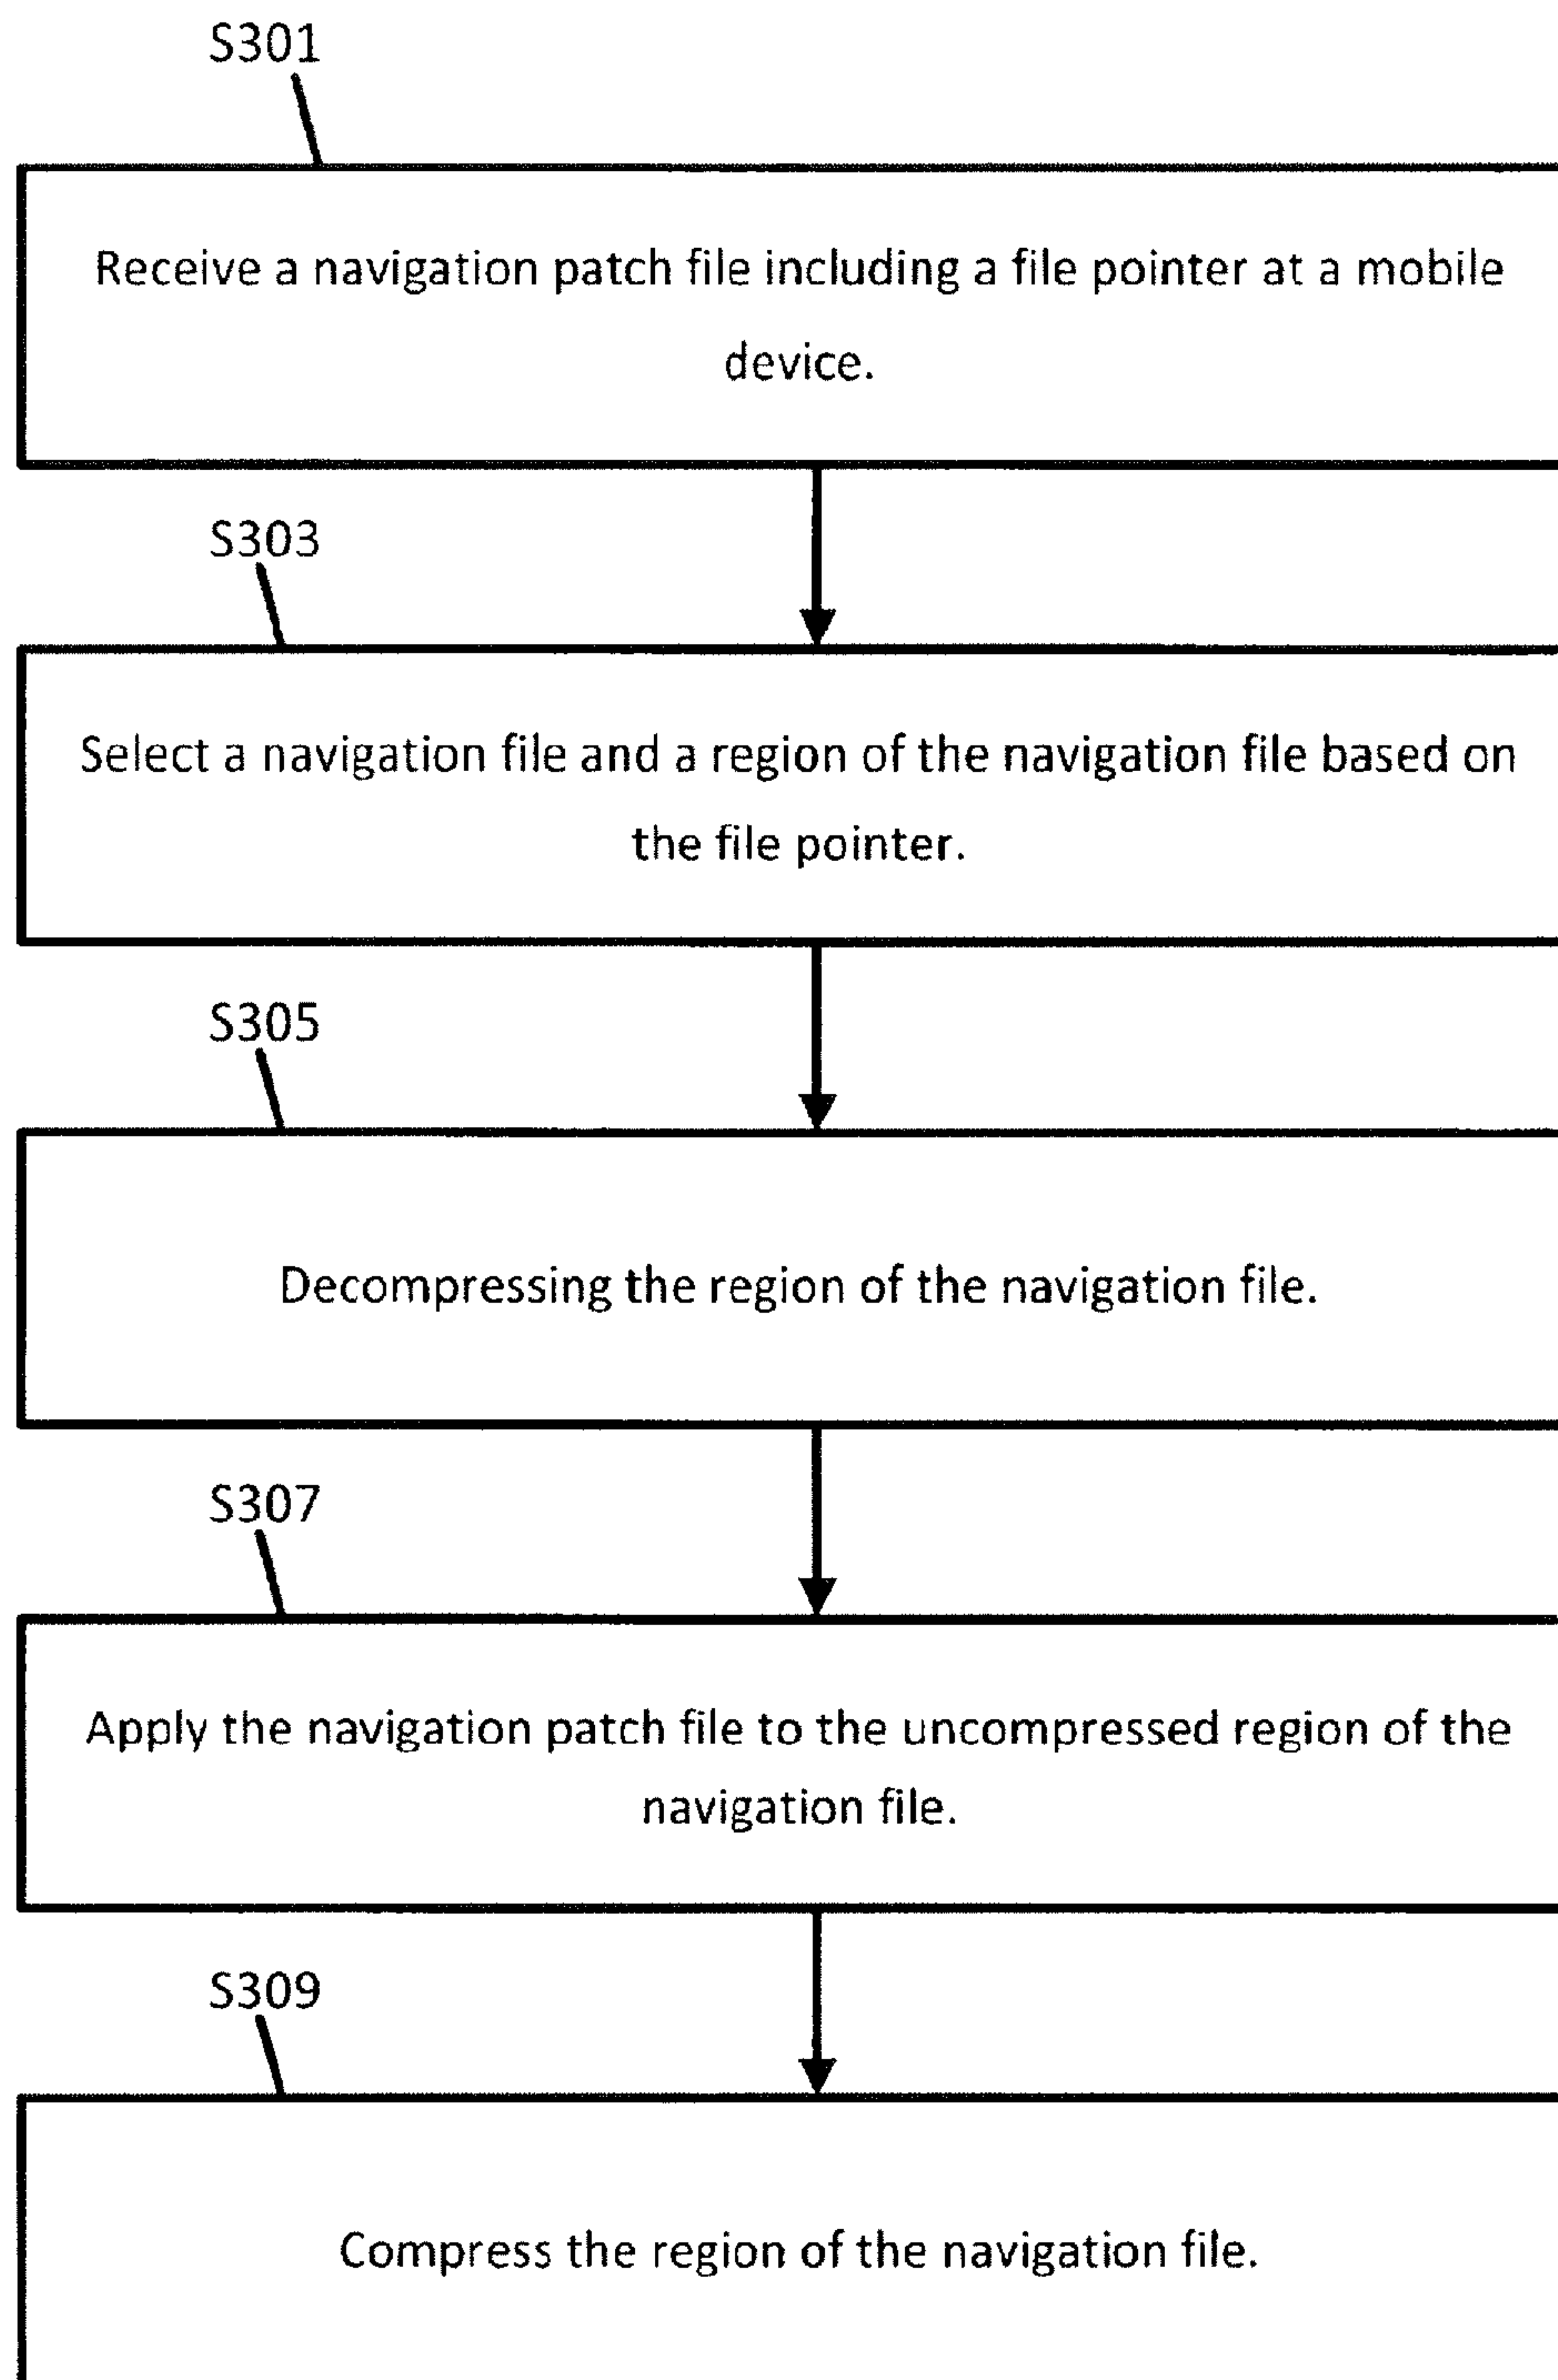 S301
Receive a navigation patch file including a file pointer at a mobile
device.
S303
Select a navigation file and a region of the navigation file based on
the file pointer.
S305
Decompressing the region of the navigation file.
S307
Apply the navigation patch file to the uncompressed region of the
navigation file.
S309
Compress the region of the navigation file.